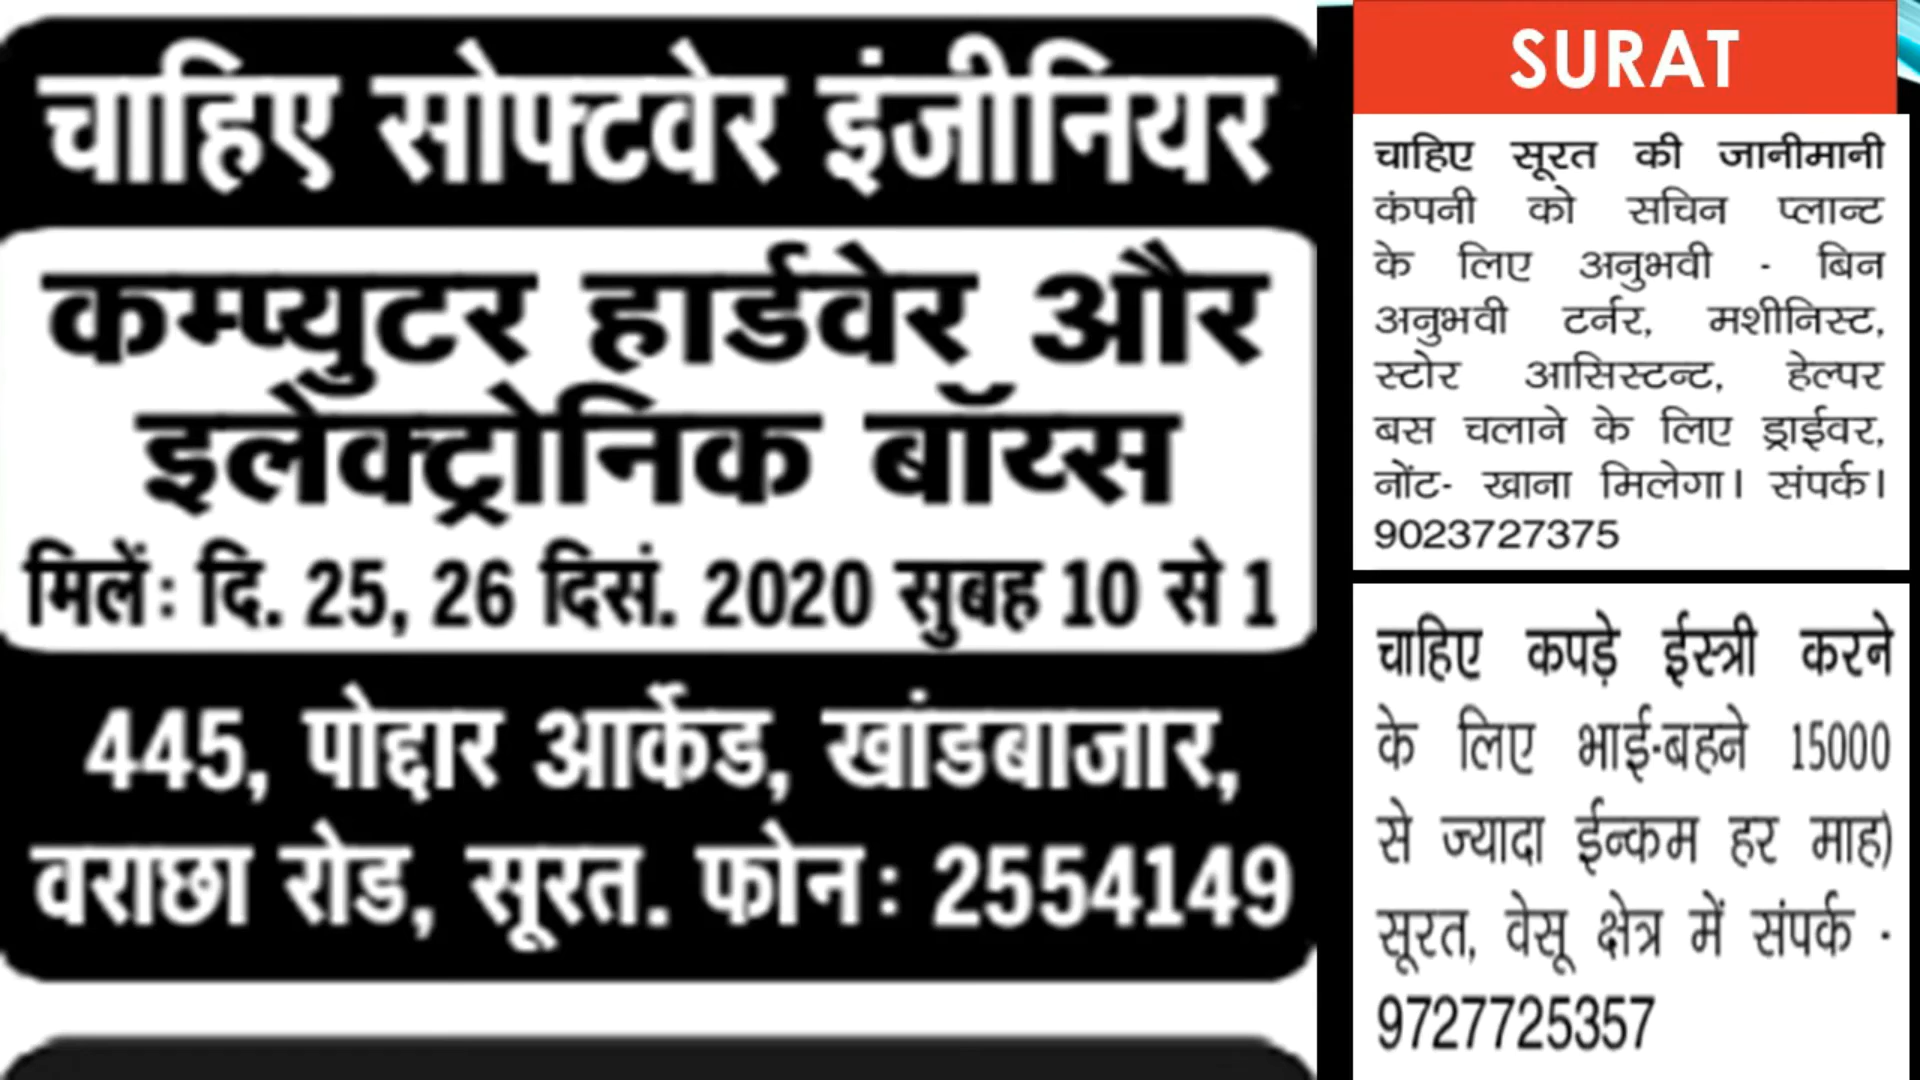 चाहिए सोफ्टवेर इंजीनियर
कम्प्युटर हार्डवेर और
इलेक्ट्रोनिक बॉय्स
मिलेंः दि. 25, 26 दिसं. 2020 सुबह 10 से 1
445, पोद्दार आर्केड, खांडबाजार,
वराछा रोड, सूरत. फोनः 2554149
SURAT
चाहिए सूरत की जानीमानी
कंपनी को सचिन प्लान्ट
के लिए अनुभवी - बिन
अनुभवी टर्नर, मशीनिस्ट,
स्टोर आसिस्टन्ट, हेल्पर
बस चलाने के लिए ड्राईवर,
नोंट- खाना मिलेगा। संपर्क।
9023727375
चाहिए कपड़े ईस्त्री करने
के लिए भाई-बहने 15000
से ज्यादा ईन्कम हर माह)
सूरत, वेसू क्षेत्र में संपर्क -
9727725357